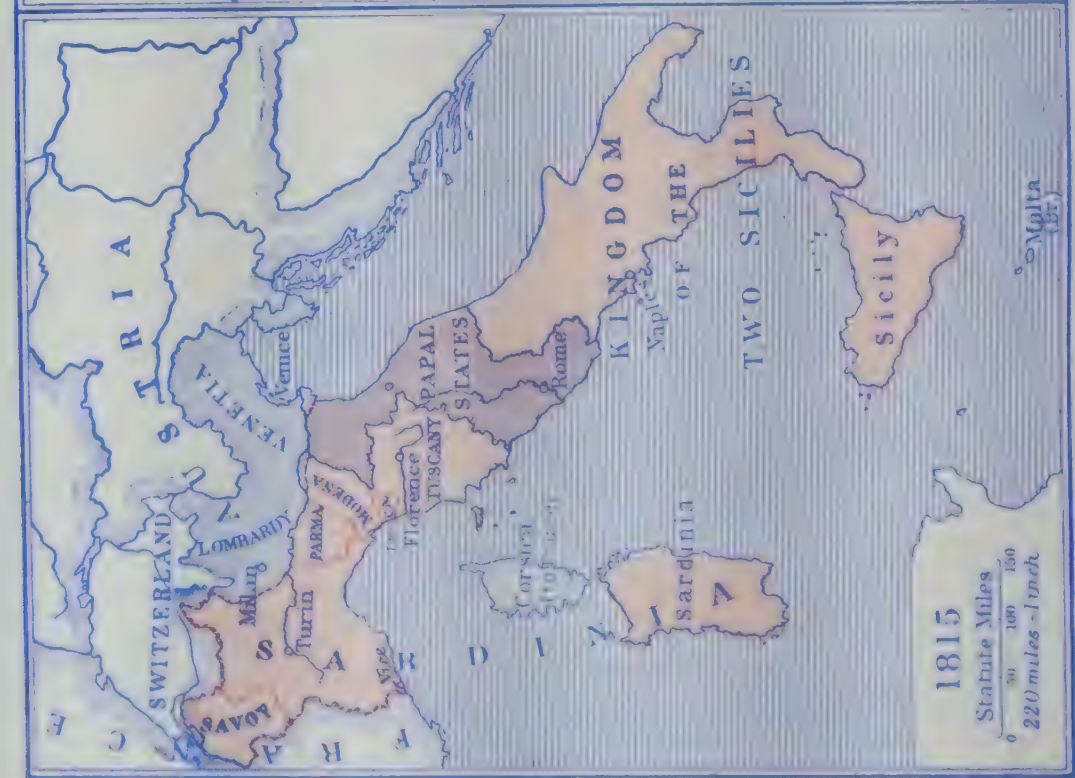 AUSTRIA
SWITZERLAND
FRANCE
SAVOY
LOMBARDY
VENETIA
Venice
Milan
Turin
PARMA
MODENA
Nice
Florence
TUSCANY
PAPAL
STATES
Rome
SARDINIA
Corsica
Sardinia
KINGDOM
Naples
OF THE
TWO SICILIES
Sicily
Malta
(Br.)
1815
Statute Miles
0 50 100 150
220 miles - 1 inch